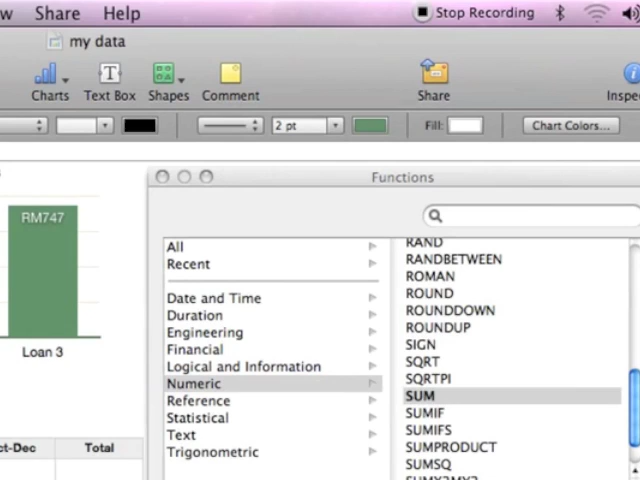 w Share Help Stop Recording
my data
Charts Text Box Shapes Comment Share Inspe
2 pt Fill: Chart Colors...
Functions
RM747
Loan 3
ct-Dec Total
All
Recent
Date and Time
Duration
Engineering
Financial
Logical and Information
Numeric
Reference
Statistical
Text
Trigonometric
RAND
RANDBETWEEN
ROMAN
ROUND
ROUNDDOWN
ROUNDUP
SIGN
SQRT
SQRTPI
SUM
SUMIF
SUMIFS
SUMPRODUCT
SUMSQ